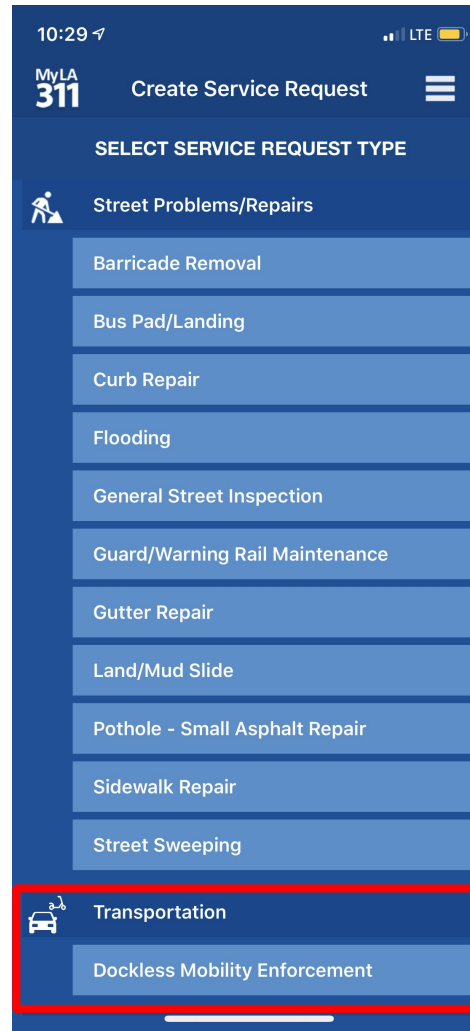 10:29
LTE
MyLA
311
Create Service Request
SELECT SERVICE REQUEST TYPE
Street Problems/Repairs
Barricade Removal
Bus Pad/Landing
Curb Repair
Flooding
General Street Inspection
Guard/Warning Rail Maintenance
Gutter Repair
Land/Mud Slide
Pothole - Small Asphalt Repair
Sidewalk Repair
Street Sweeping
Transportation
Dockless Mobility Enforcement